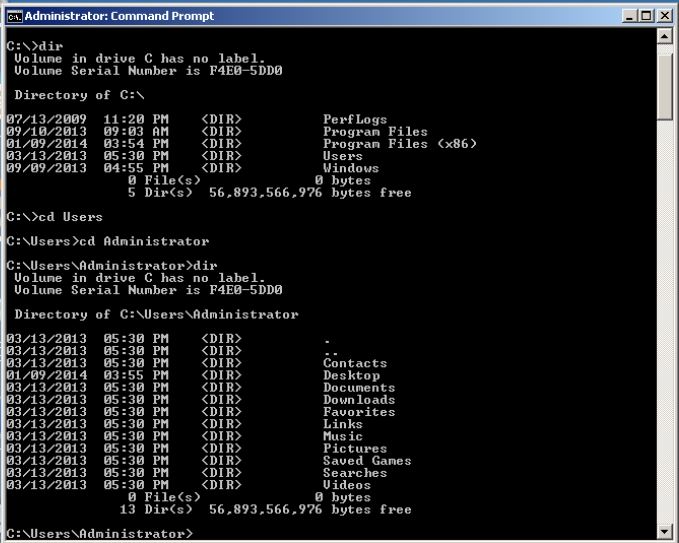 Administrator: Command Prompt
C:\>dir
 Volume in drive C has no label.
 Volume Serial Number is F4E0-5DD0
 Directory of C:\
07/13/2009  11:20 PM    <DIR>          PerfLogs
09/10/2013  09:03 AM    <DIR>          Program Files
01/09/2014  03:54 PM    <DIR>          Program Files (x86)
03/13/2013  05:30 PM    <DIR>          Users
09/09/2013  04:55 PM    <DIR>          Windows
               0 File(s)              0 bytes
               5 Dir(s)  56,893,566,976 bytes free
C:\>cd Users
C:\Users>cd Administrator
C:\Users\Administrator>dir
 Volume in drive C has no label.
 Volume Serial Number is F4E0-5DD0
 Directory of C:\Users\Administrator
03/13/2013  05:30 PM    <DIR>          .
03/13/2013  05:30 PM    <DIR>          ..
03/13/2013  05:30 PM    <DIR>          Contacts
01/09/2014  03:55 PM    <DIR>          Desktop
03/13/2013  05:30 PM    <DIR>          Documents
03/13/2013  05:30 PM    <DIR>          Downloads
03/13/2013  05:30 PM    <DIR>          Favorites
03/13/2013  05:30 PM    <DIR>          Links
03/13/2013  05:30 PM    <DIR>          Music
03/13/2013  05:30 PM    <DIR>          Pictures
03/13/2013  05:30 PM    <DIR>          Saved Games
03/13/2013  05:30 PM    <DIR>          Searches
03/13/2013  05:30 PM    <DIR>          Videos
               0 File(s)              0 bytes
              13 Dir(s)  56,893,566,976 bytes free
C:\Users\Administrator>